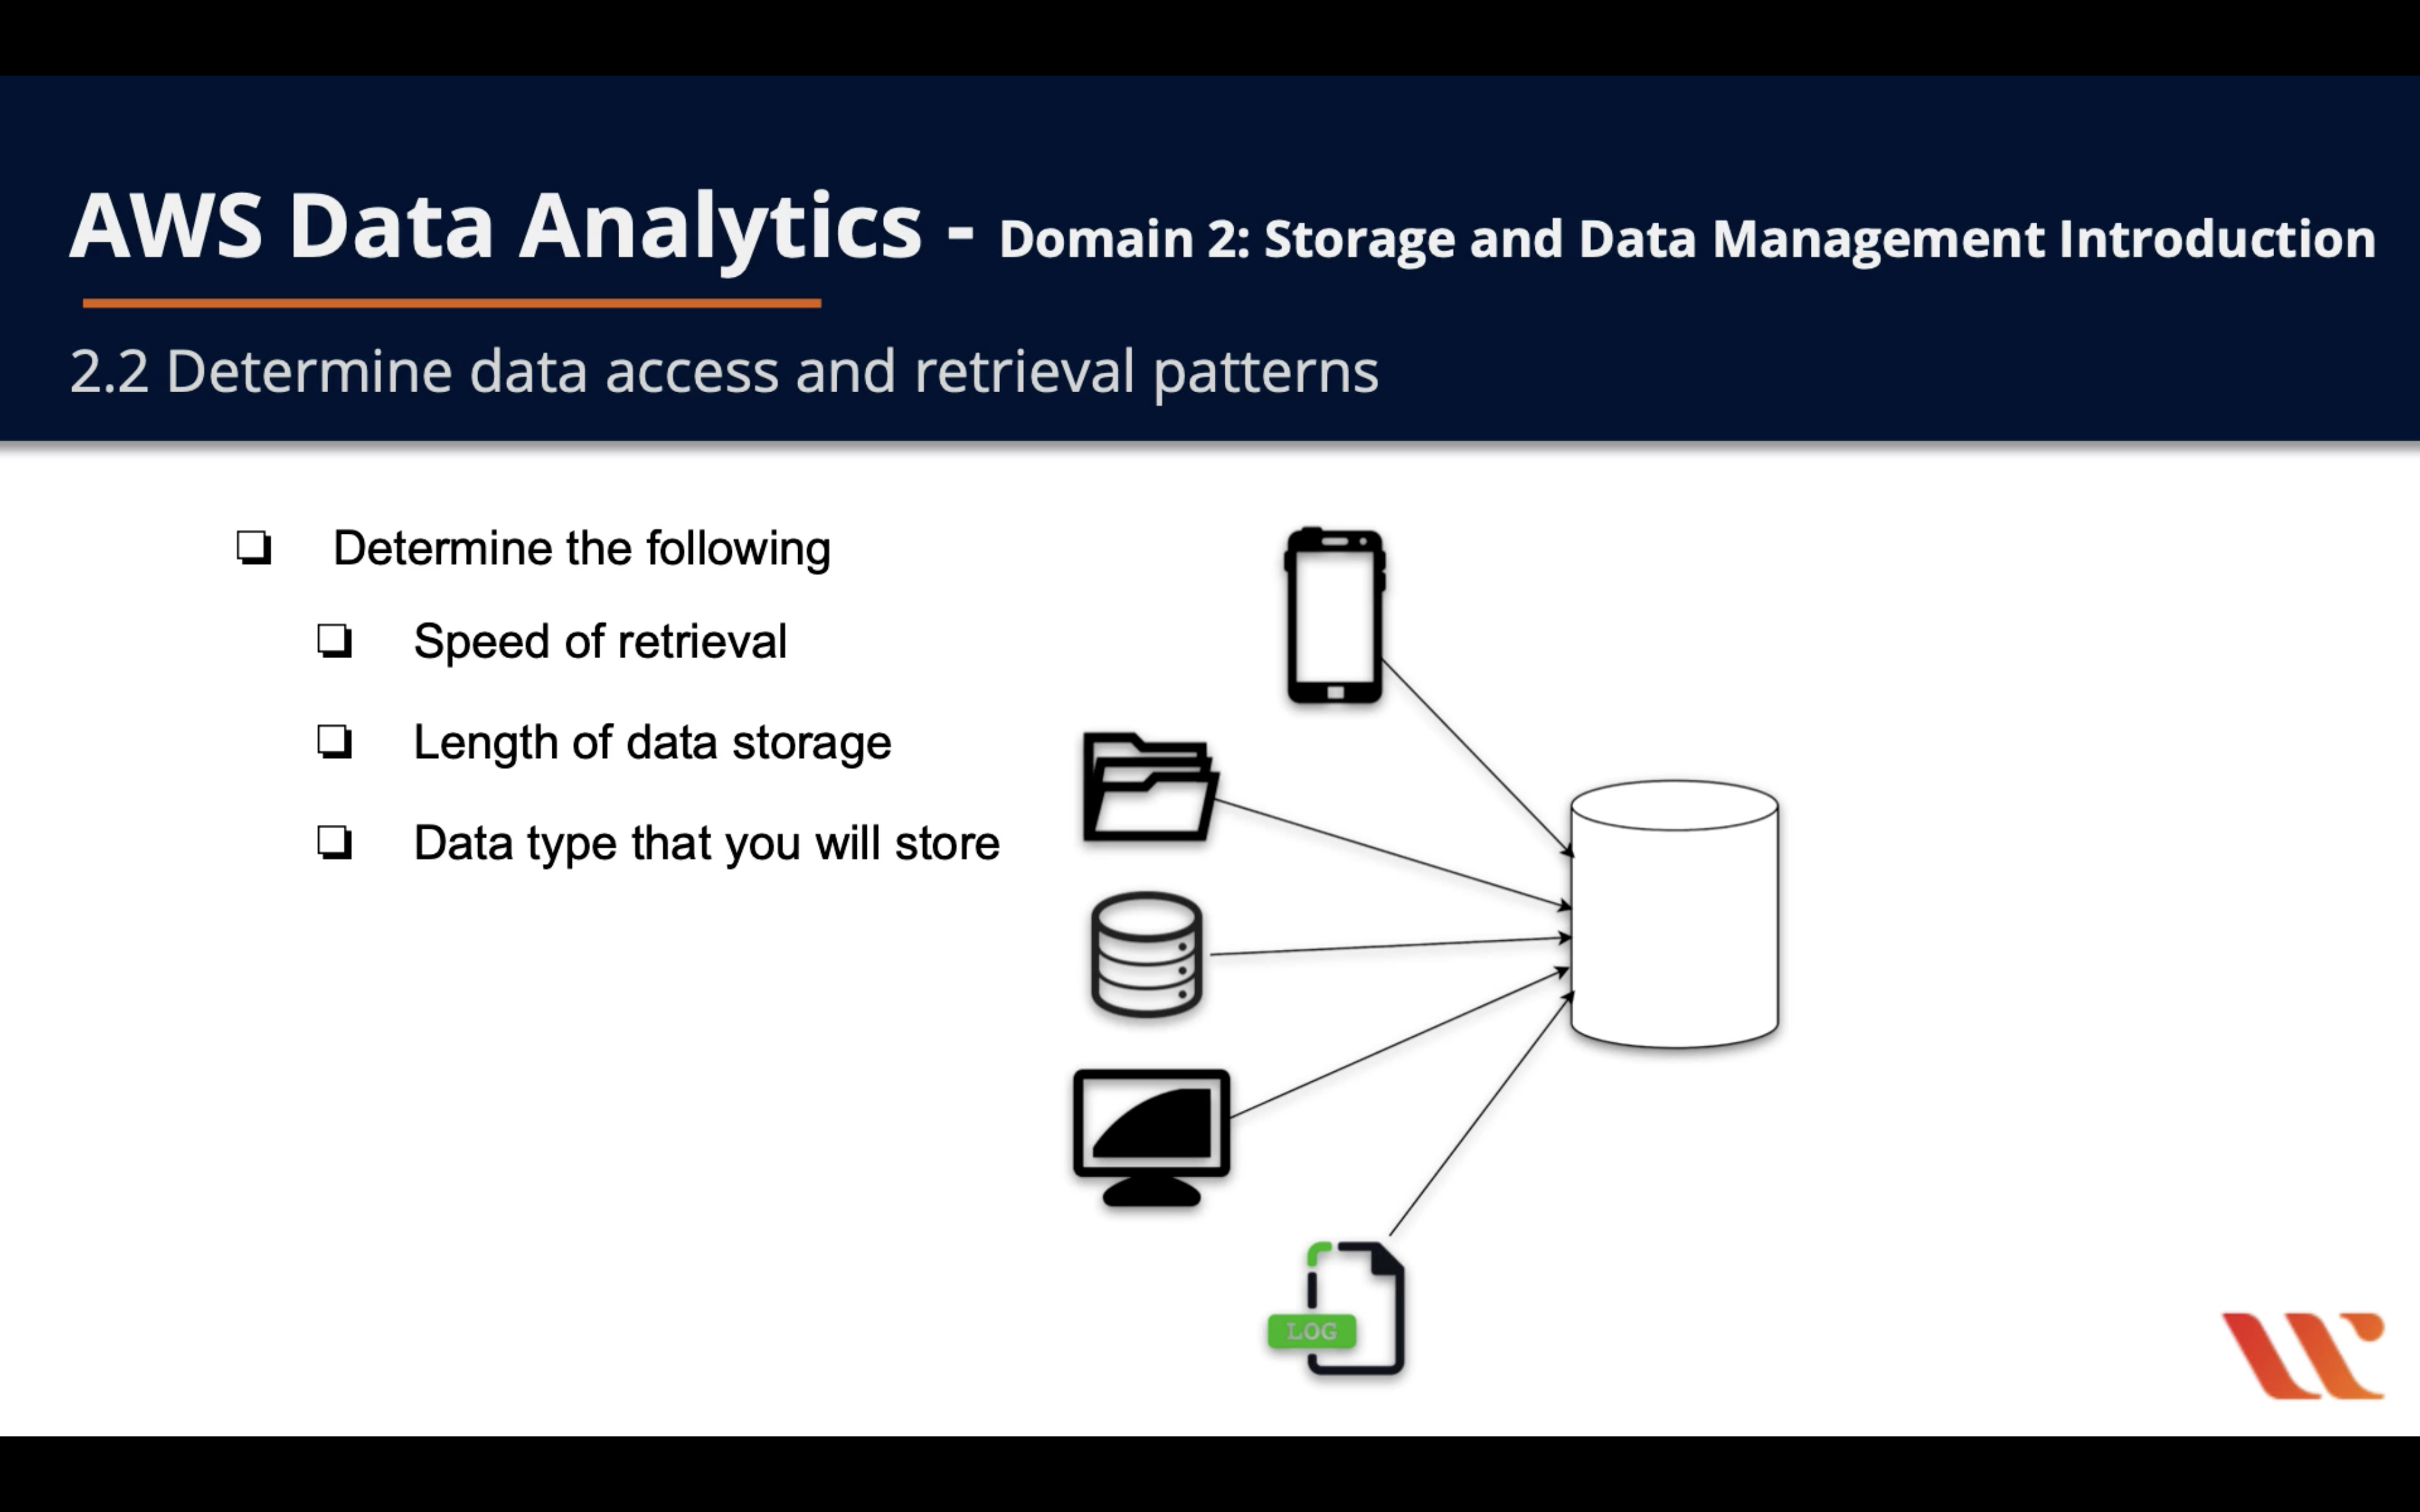 AWS Data Analytics - Domain 2: Storage and Data Management Introduction
2.2 Determine data access and retrieval patterns
Determine the following
Speed of retrieval
Length of data storage
Data type that you will store
LOG